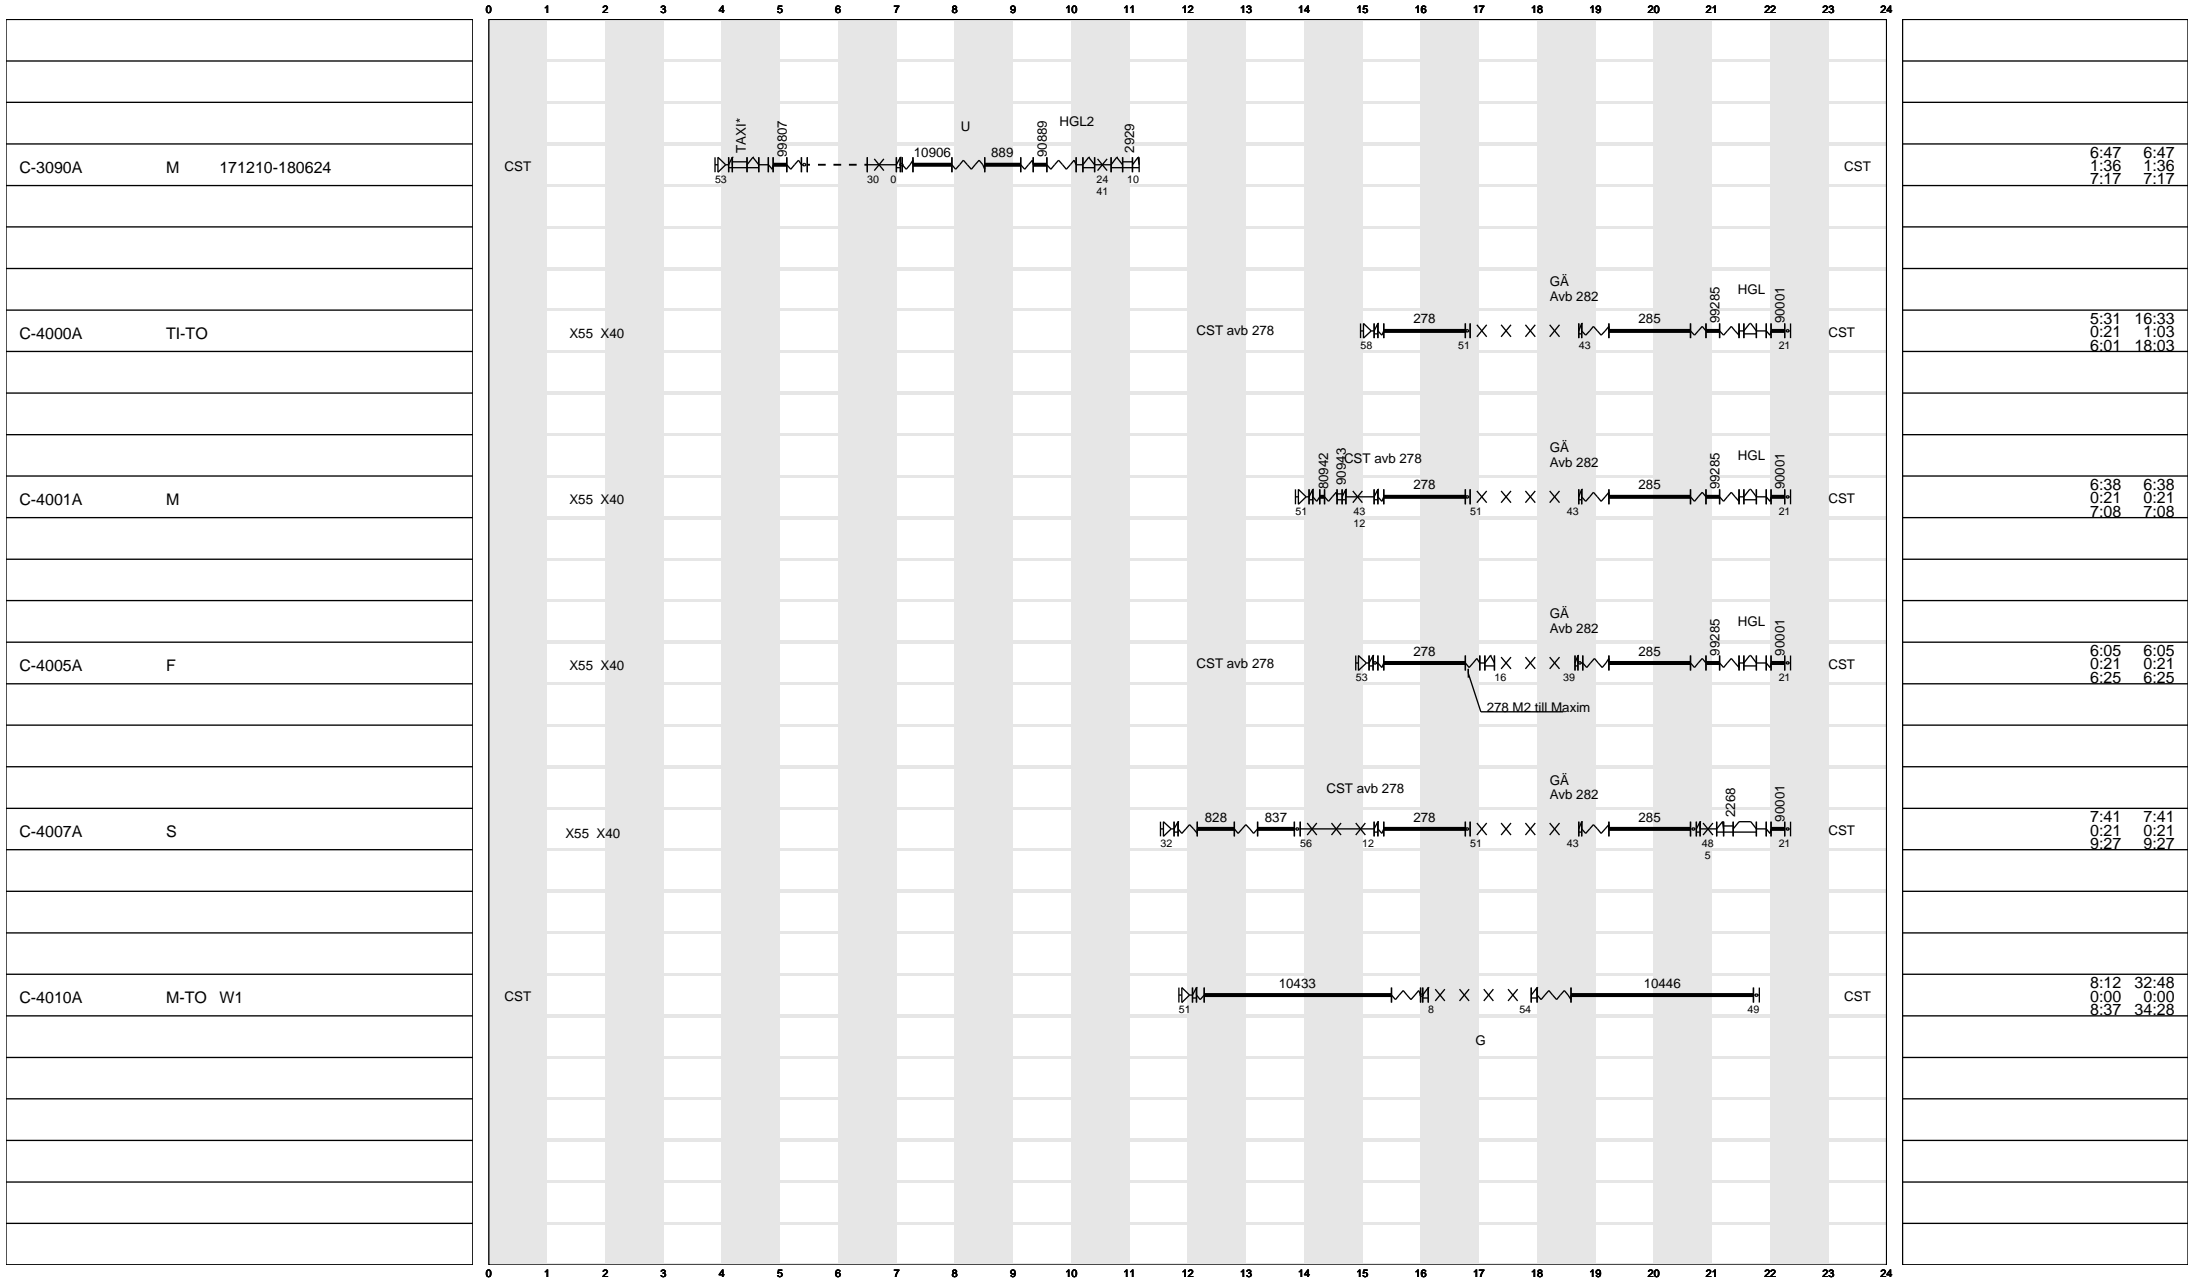 0 1 2 3 4 5 6 7 8 9 10 11 12 13 14 15 16 17 18 19 20 21 22 23 24
TAXI* 99807 U 90889 HGL2 2929
10906 889
C-3090A M 171210-180624 CST CST
53 30 0 24 10
41
6:47 6:47
1:36 1:36
7:17 7:17
GÄ
Avb 282
HGL
99285 90001
278 285
C-4000A TI-TO X55 X40 CST avb 278 CST
58 51 43 21
5:31 16:33
0:21 1:03
6:01 18:03
GÄ
Avb 282
HGL
80942 90943 CST avb 278 99285 90001
278 285
C-4001A M X55 X40 CST
51 43 51 43 21
12
6:38 6:38
0:21 0:21
7:08 7:08
GÄ
Avb 282
HGL
99285 90001
278 285
C-4005A F X55 X40 CST avb 278 CST
53 16 39 21
278 M2 till Maxim
6:05 6:05
0:21 0:21
6:25 6:25
GÄ
CST avb 278 Avb 282
2268 90001
828 837 278 285
C-4007A S X55 X40 CST
32 56 12 51 43 48 21
5
7:41 7:41
0:21 0:21
9:27 9:27
10433 10446
C-4010A M-TO W1 CST CST
51 8 54 49
G
8:12 32:48
0:00 0:00
8:37 34:28
0 1 2 3 4 5 6 7 8 9 10 11 12 13 14 15 16 17 18 19 20 21 22 23 24